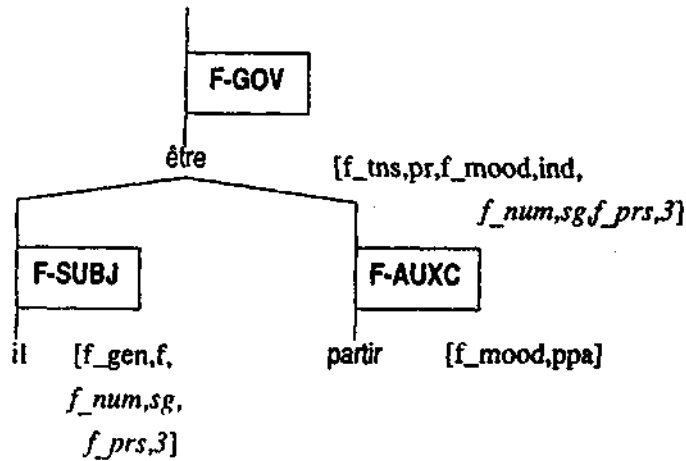 F-GOV
être
[f_tns,pr,f_mood,ind,
f_num,sg,f_prs,3]
F-SUBJ
F-AUXC
il
[f_gen,f,
f_num,sg,
f_prs,3]
partir
[f_mood,ppa]